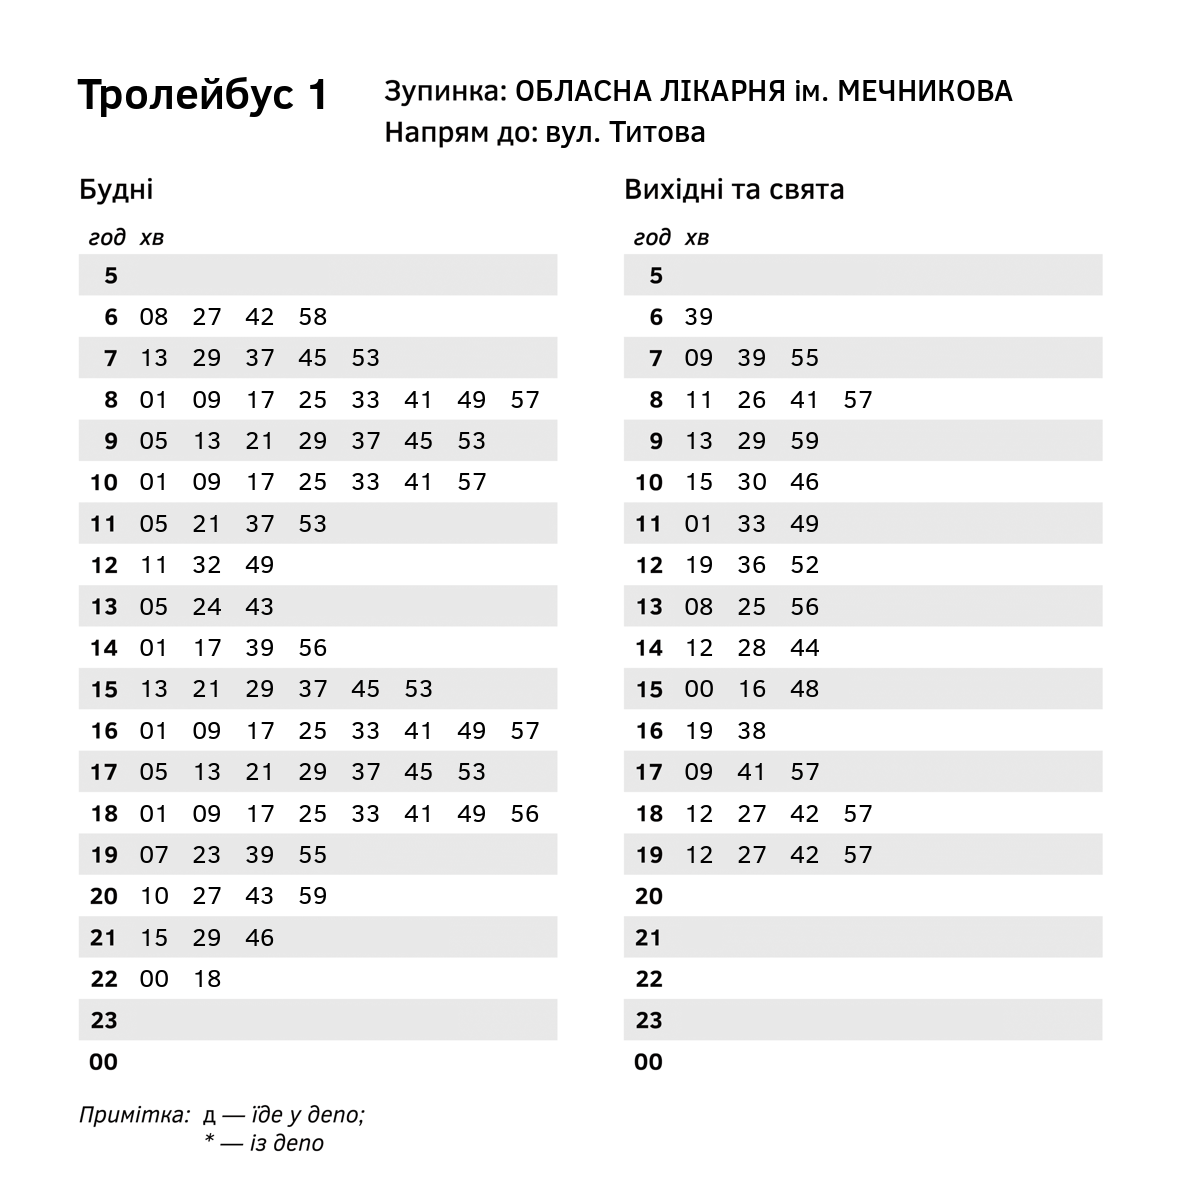 Тролейбус 1
Зупинка: ОБЛАСНА ЛІКАРНЯ ім. МЕЧНИКОВА
Напрям до: вул. Титова
Будні
год хв
5
6 08 27 42 58
7 13 29 37 45 53
8 01 09 17 25 33 41 49 57
9 05 13 21 29 37 45 53
10 01 09 17 25 33 41 57
11 05 21 37 53
12 11 32 49
13 05 24 43
14 01 17 39 56
15 13 21 29 37 45 53
16 01 09 17 25 33 41 49 57
17 05 13 21 29 37 45 53
18 01 09 17 25 33 41 49 56
19 07 23 39 55
20 10 27 43 59
21 15 29 46
22 00 18
23
00
Вихідні та свята
год хв
5
6 39
7 09 39 55
8 11 26 41 57
9 13 29 59
10 15 30 46
11 01 33 49
12 19 36 52
13 08 25 56
14 12 28 44
15 00 16 48
16 19 38
17 09 41 57
18 12 27 42 57
19 12 27 42 57
20
21
22
23
00
Примітка: д — їде у депо;
* — із депо